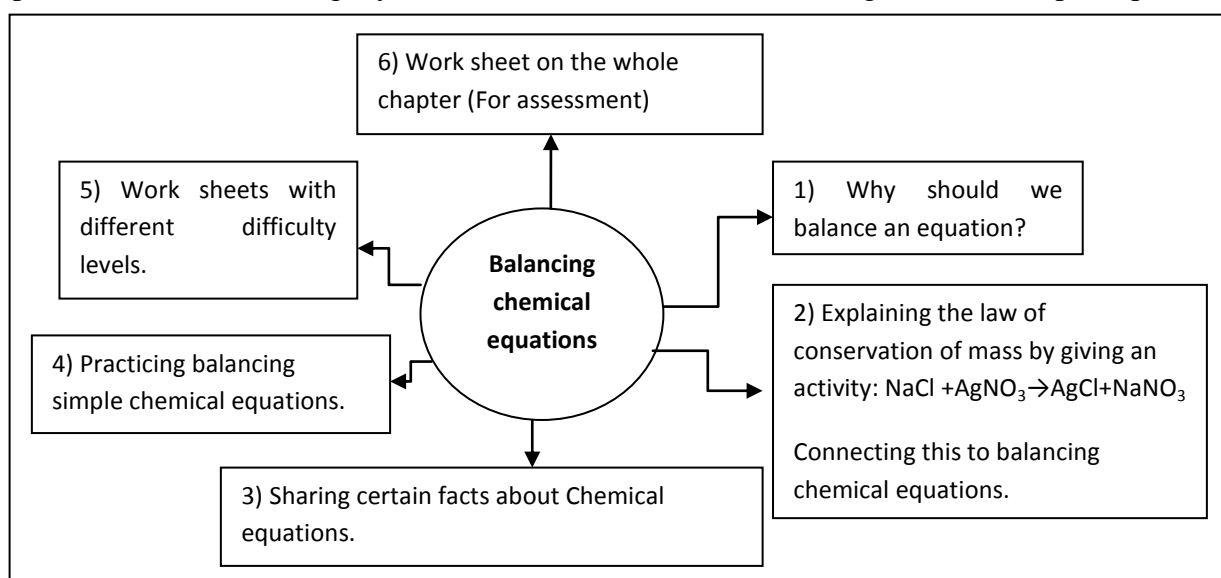 6) Work sheet on the whole
chapter (For assessment)
5) Work sheets with
different difficulty
levels.
1) Why should we
balance an equation?
Balancing
chemical
equations
2) Explaining the law of
conservation of mass by giving an
activity: NaCl +AgNO₃→AgCl+NaNO₃
Connecting this to balancing
chemical equations.
4) Practicing balancing
simple chemical equations.
3) Sharing certain facts about Chemical
equations.